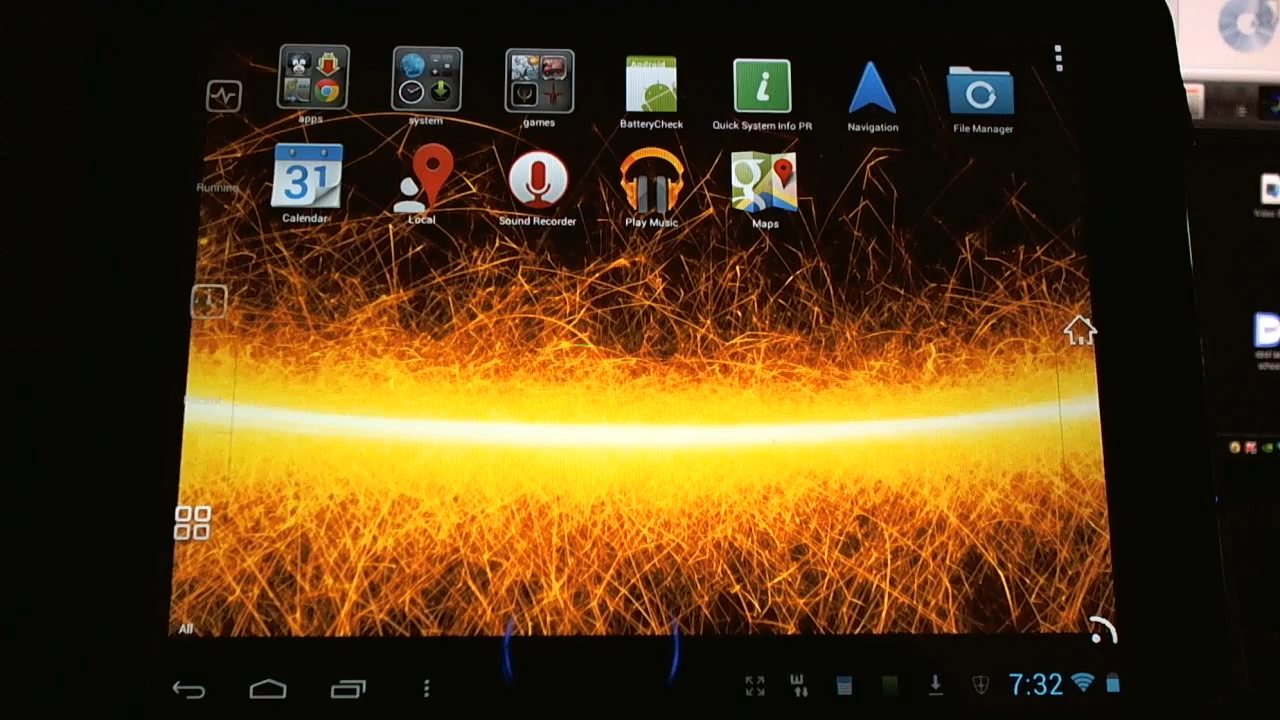 apps
system
games
Android
BatteryCheck
Quick System Info PR
Navigation
File Manager
Running
31
Calendar
Local
Sound Recorder
Play Music
Maps
All
7:32